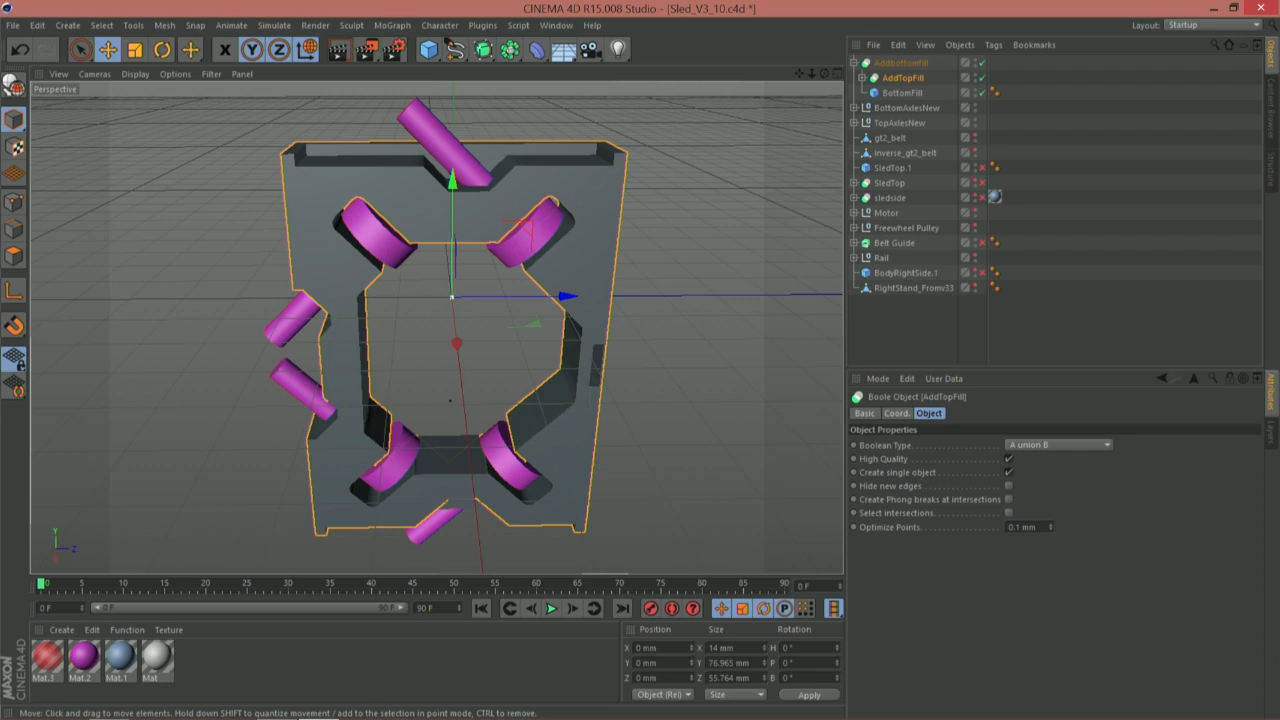 CINEMA 4D R15.008 Studio - [Sled_V3_10.c4d *]
File Edit Create Select Tools Mesh Snap Animate Simulate Render Sculpt MoGraph Character Plugins Script Window Help
Layout: Startup
X Y Z
View Cameras Display Options Filter Panel
Perspective
Y
Z
File Edit View Objects Tags Bookmarks
AddbottomFill
AddTopFill
BottomFill
BottomAxlesNew
TopAxlesNew
gt2_belt
inverse_gt2_belt
SledTop.1
SledTop
sledside
Motor
Freewheel Pulley
Belt Guide
Rail
BodyRightSide.1
RightStand_Fromv33
Objects
Content Browser
Structure
Mode Edit User Data
Boole Object [AddTopFill]
Basic Coord. Object
Object Properties
Boolean Type A union B
High Quality
Create single object
Hide new edges
Create Phong breaks at intersections
Select intersections
Optimize Points 0.1 mm
Attributes
Layers
0 5 10 15 20 25 30 35 40 45 50 55 60 65 70 75 80 85 90 0 F
0 F 0 F 90 F 90 F
Create Edit Function Texture
Mat.3 Mat.2 Mat.1 Mat
Position Size Rotation
X 0 mm X 14 mm H 0 °
Y 0 mm Y 76.965 mm P 0 °
Z 0 mm Z 55.764 mm B 0 °
Object (Rel) Size Apply
MAXON
CINEMA 4D
Move: Click and drag to move elements. Hold down SHIFT to quantize movement / add to the selection in point mode, CTRL to remove.